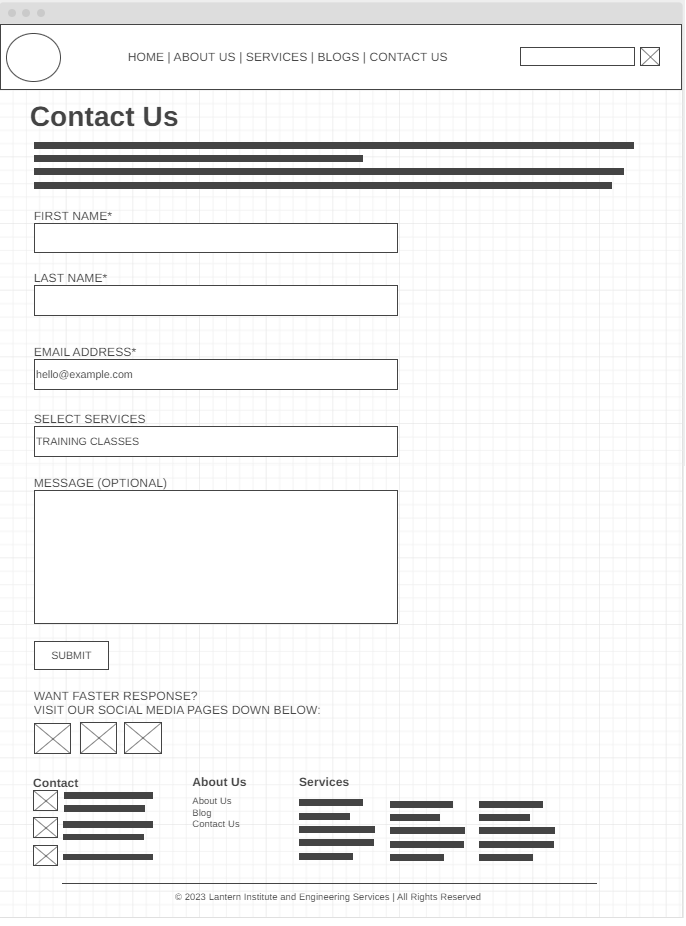 HOME | ABOUT US | SERVICES | BLOGS | CONTACT US
Contact Us
FIRST NAME*
LAST NAME*
EMAIL ADDRESS*
hello@example.com
SELECT SERVICES
TRAINING CLASSES
MESSAGE (OPTIONAL)
SUBMIT
WANT FASTER RESPONSE?
VISIT OUR SOCIAL MEDIA PAGES DOWN BELOW:
Contact
About Us
About Us
Blog
Contact Us
Services
© 2023 Lantern Institute and Engineering Services | All Rights Reserved